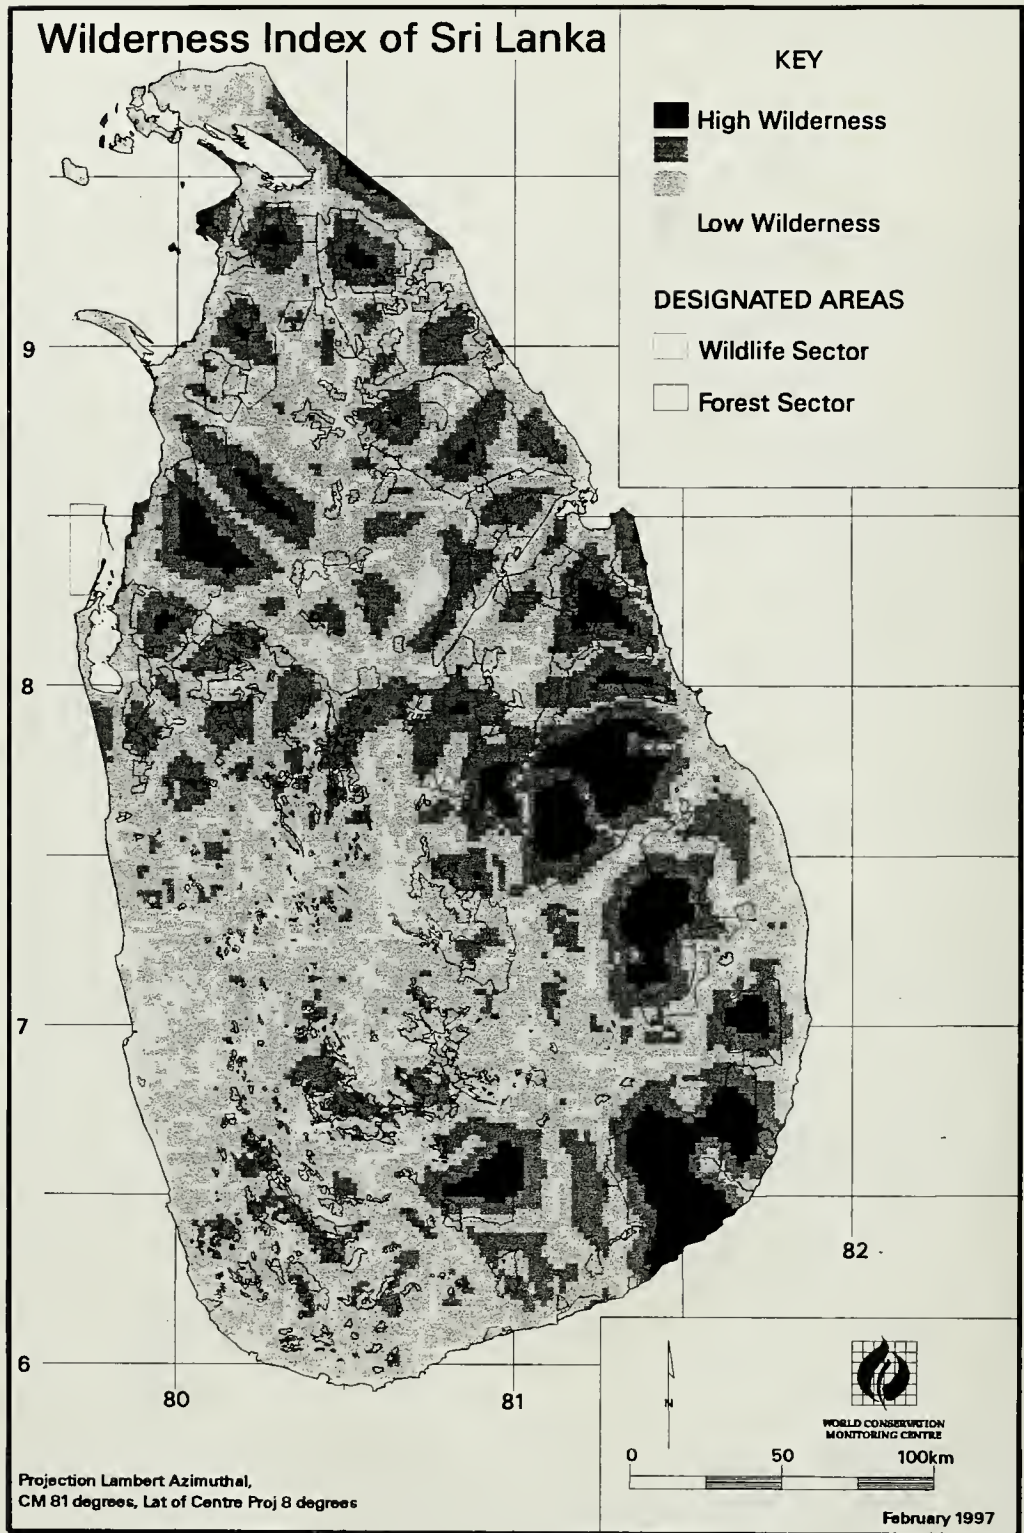 Wilderness Index of Sri Lanka
KEY
High Wilderness
Low Wilderness
DESIGNATED AREAS
Wildlife Sector
Forest Sector
9
8
7
6
80
81
82
N
WORLD CONSERVATION
MONITORING CENTRE
0 50 100km
Projection Lambert Azimuthal,
CM 81 degrees, Lat of Centre Proj 8 degrees
February 1997